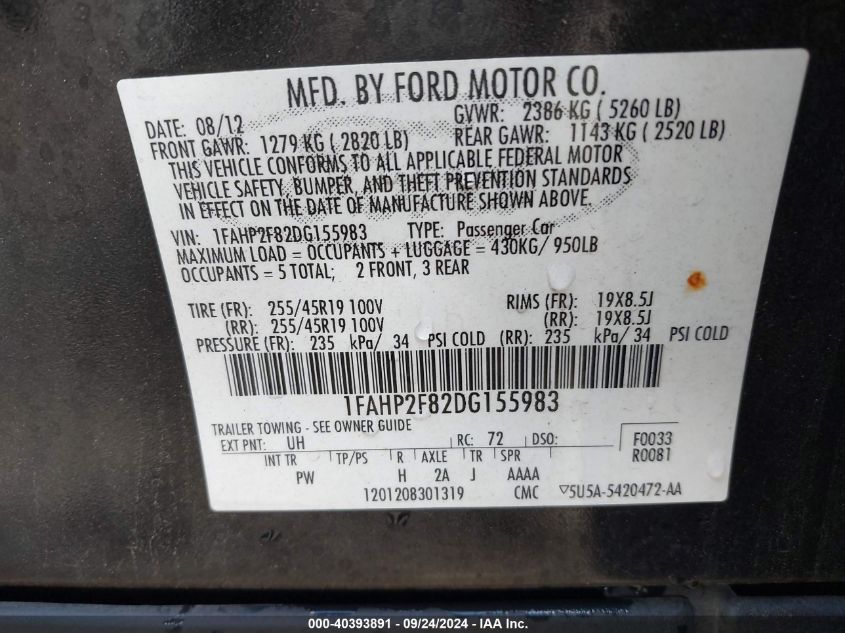 MFD. BY FORD MOTOR CO.
DATE: 08/12 GVWR: 2386 KG ( 5260 LB)
FRONT GAWR: 1279 KG ( 2820 LB) REAR GAWR: 1143 KG ( 2520 LB)
THIS VEHICLE CONFORMS TO ALL APPLICABLE FEDERAL MOTOR
VEHICLE SAFETY, BUMPER, AND THEFT PREVENTION STANDARDS
IN EFFECT ON THE DATE OF MANUFACTURE SHOWN ABOVE.
VIN: 1FAHP2F82DG155983 TYPE: Passenger Car
MAXIMUM LOAD = OCCUPANTS + LUGGAGE = 430KG/ 950LB
OCCUPANTS = 5 TOTAL; 2 FRONT, 3 REAR
TIRE (FR): 255/45R19 100V RIMS (FR): 19X8.5J
(RR): 255/45R19 100V (RR): 19X8.5J
PRESSURE (FR): 235 kPa/ 34 PSI COLD (RR): 235 kPa/ 34 PSI COLD
1FAHP2F82DG155983
TRAILER TOWING - SEE OWNER GUIDE
EXT PNT: UH RC: 72 DSO: F0033
R0081
INT TR TP/PS R AXLE TR SPR
PW H 2A J AAAA
1201208301319 CMC ▽5U5A-5420472-AA
000-40393891 - 09/24/2024 - IAA Inc.